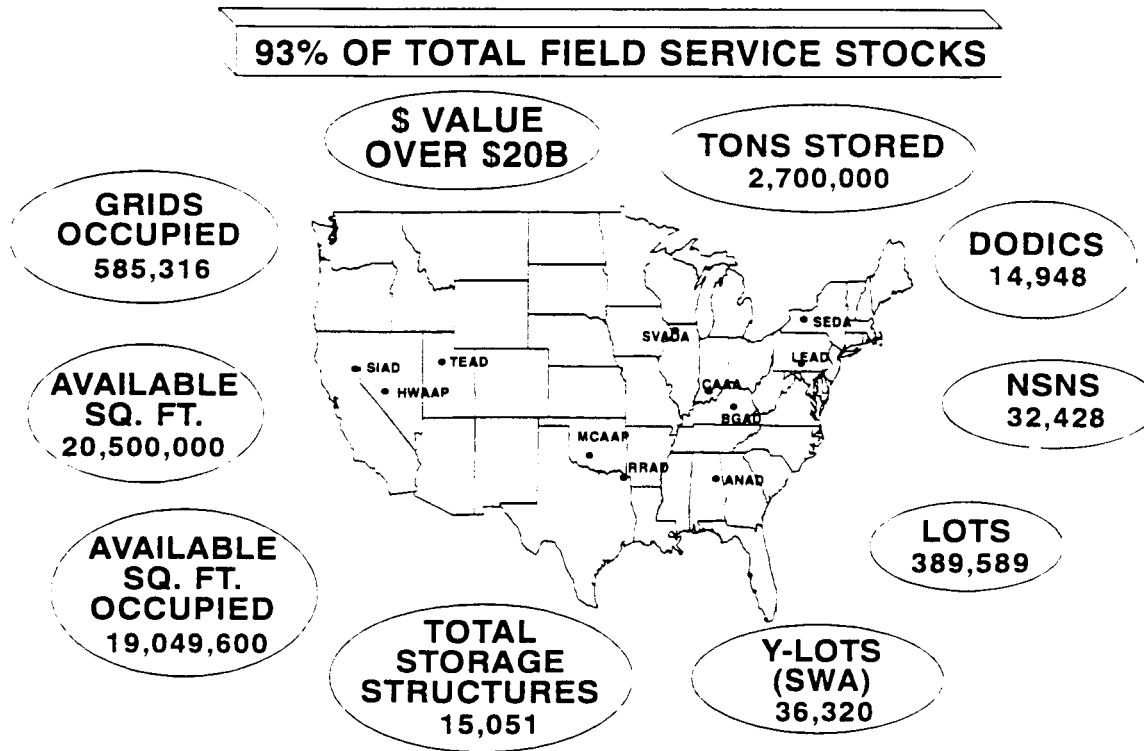 93% OF TOTAL FIELD SERVICE STOCKS
$ VALUE
OVER $20B
TONS STORED
2,700,000
GRIDS
OCCUPIED
585,316
DODICS
14,948
SEDA
SVADA
LEAD
SIAD
TEAD
HWAAP
CAAA
BGAD
AVAILABLE
SQ. FT.
20,500,000
NSNS
32,428
MCAAP
RRAD
ANAD
LOTS
389,589
AVAILABLE
SQ. FT.
OCCUPIED
19,049,600
TOTAL
STORAGE
STRUCTURES
15,051
Y-LOTS
(SWA)
36,320